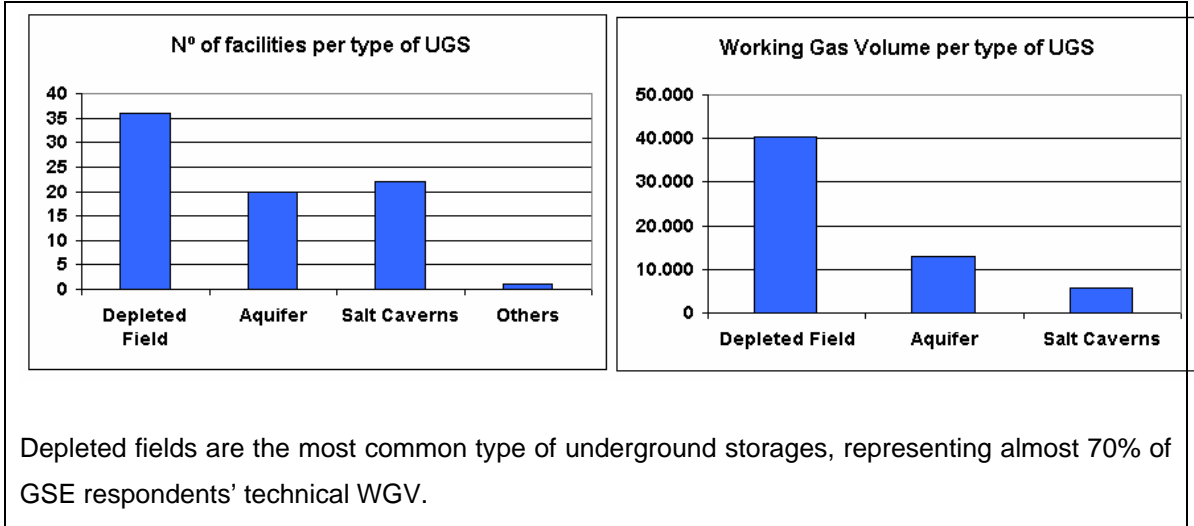 Nº of facilities per type of UGS
40
35
30
25
20
15
10
5
0
Depleted Field
Aquifer
Salt Caverns
Others
Working Gas Volume per type of UGS
50.000
40.000
30.000
20.000
10.000
0
Depleted Field
Aquifer
Salt Caverns
Depleted fields are the most common type of underground storages, representing almost 70% of
GSE respondents' technical WGV.